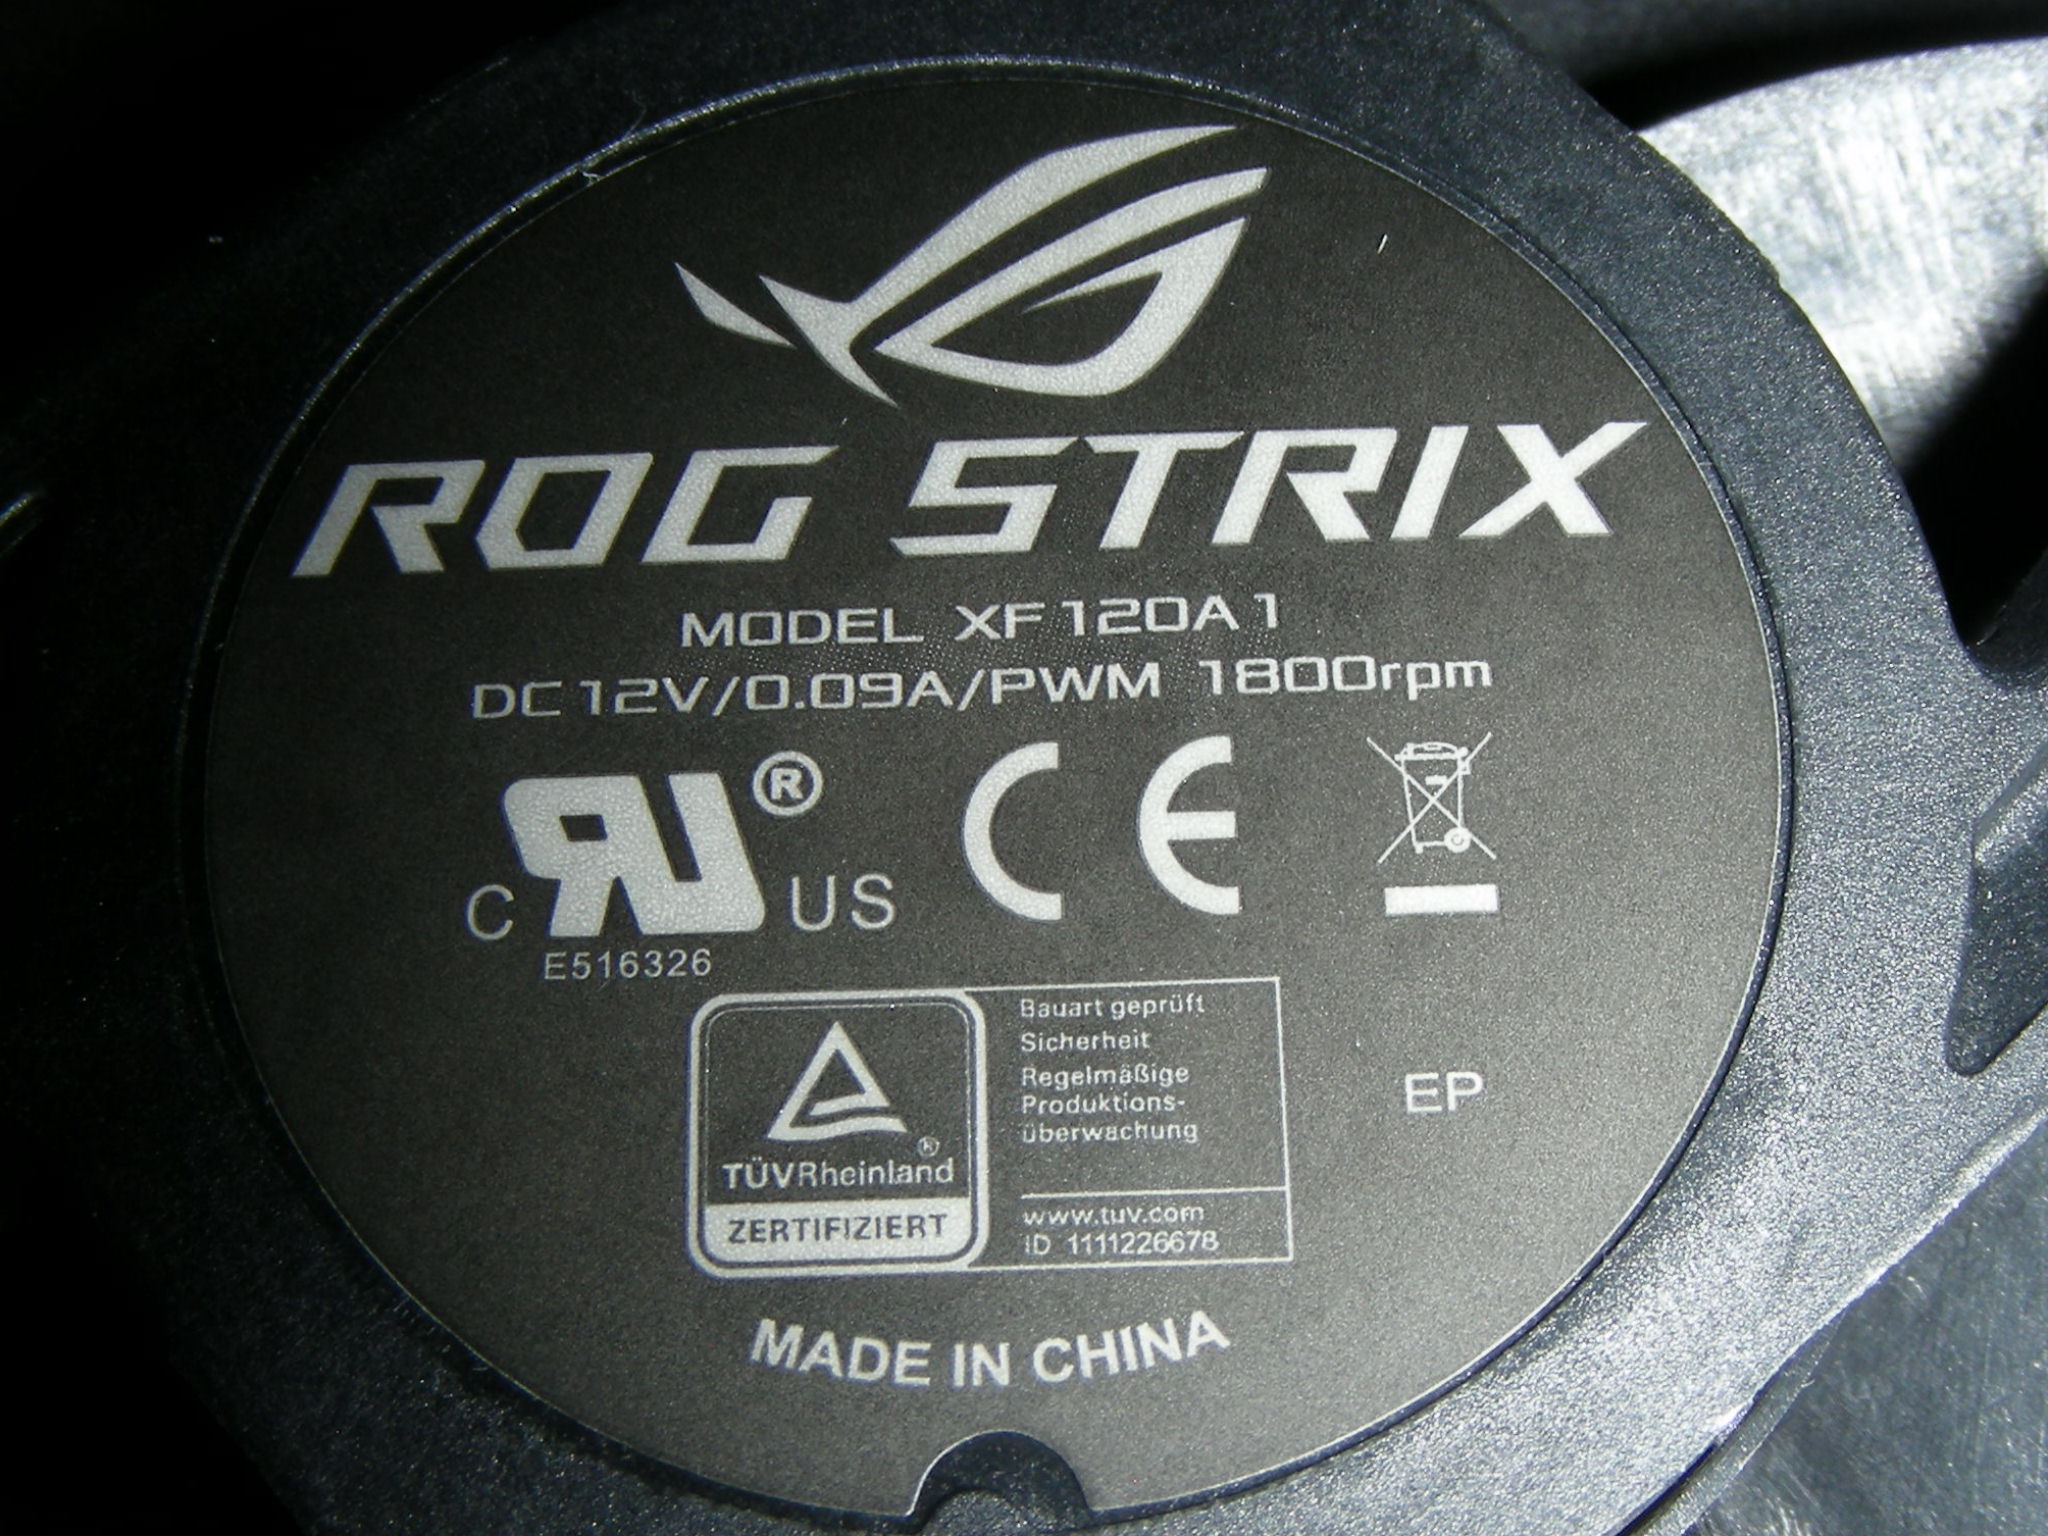 ROG STRIX
MODEL XF120A1
DC12V/0.09A/PWM 1800rpm
C RU® US
E516326
CE
Bauart geprüft
Sicherheit
Regelmäßige
Produktions-
überwachung
www.tuv.com
ID 1111226678
®
TÜVRheinland
ZERTIFIZIERT
EP
MADE IN CHINA